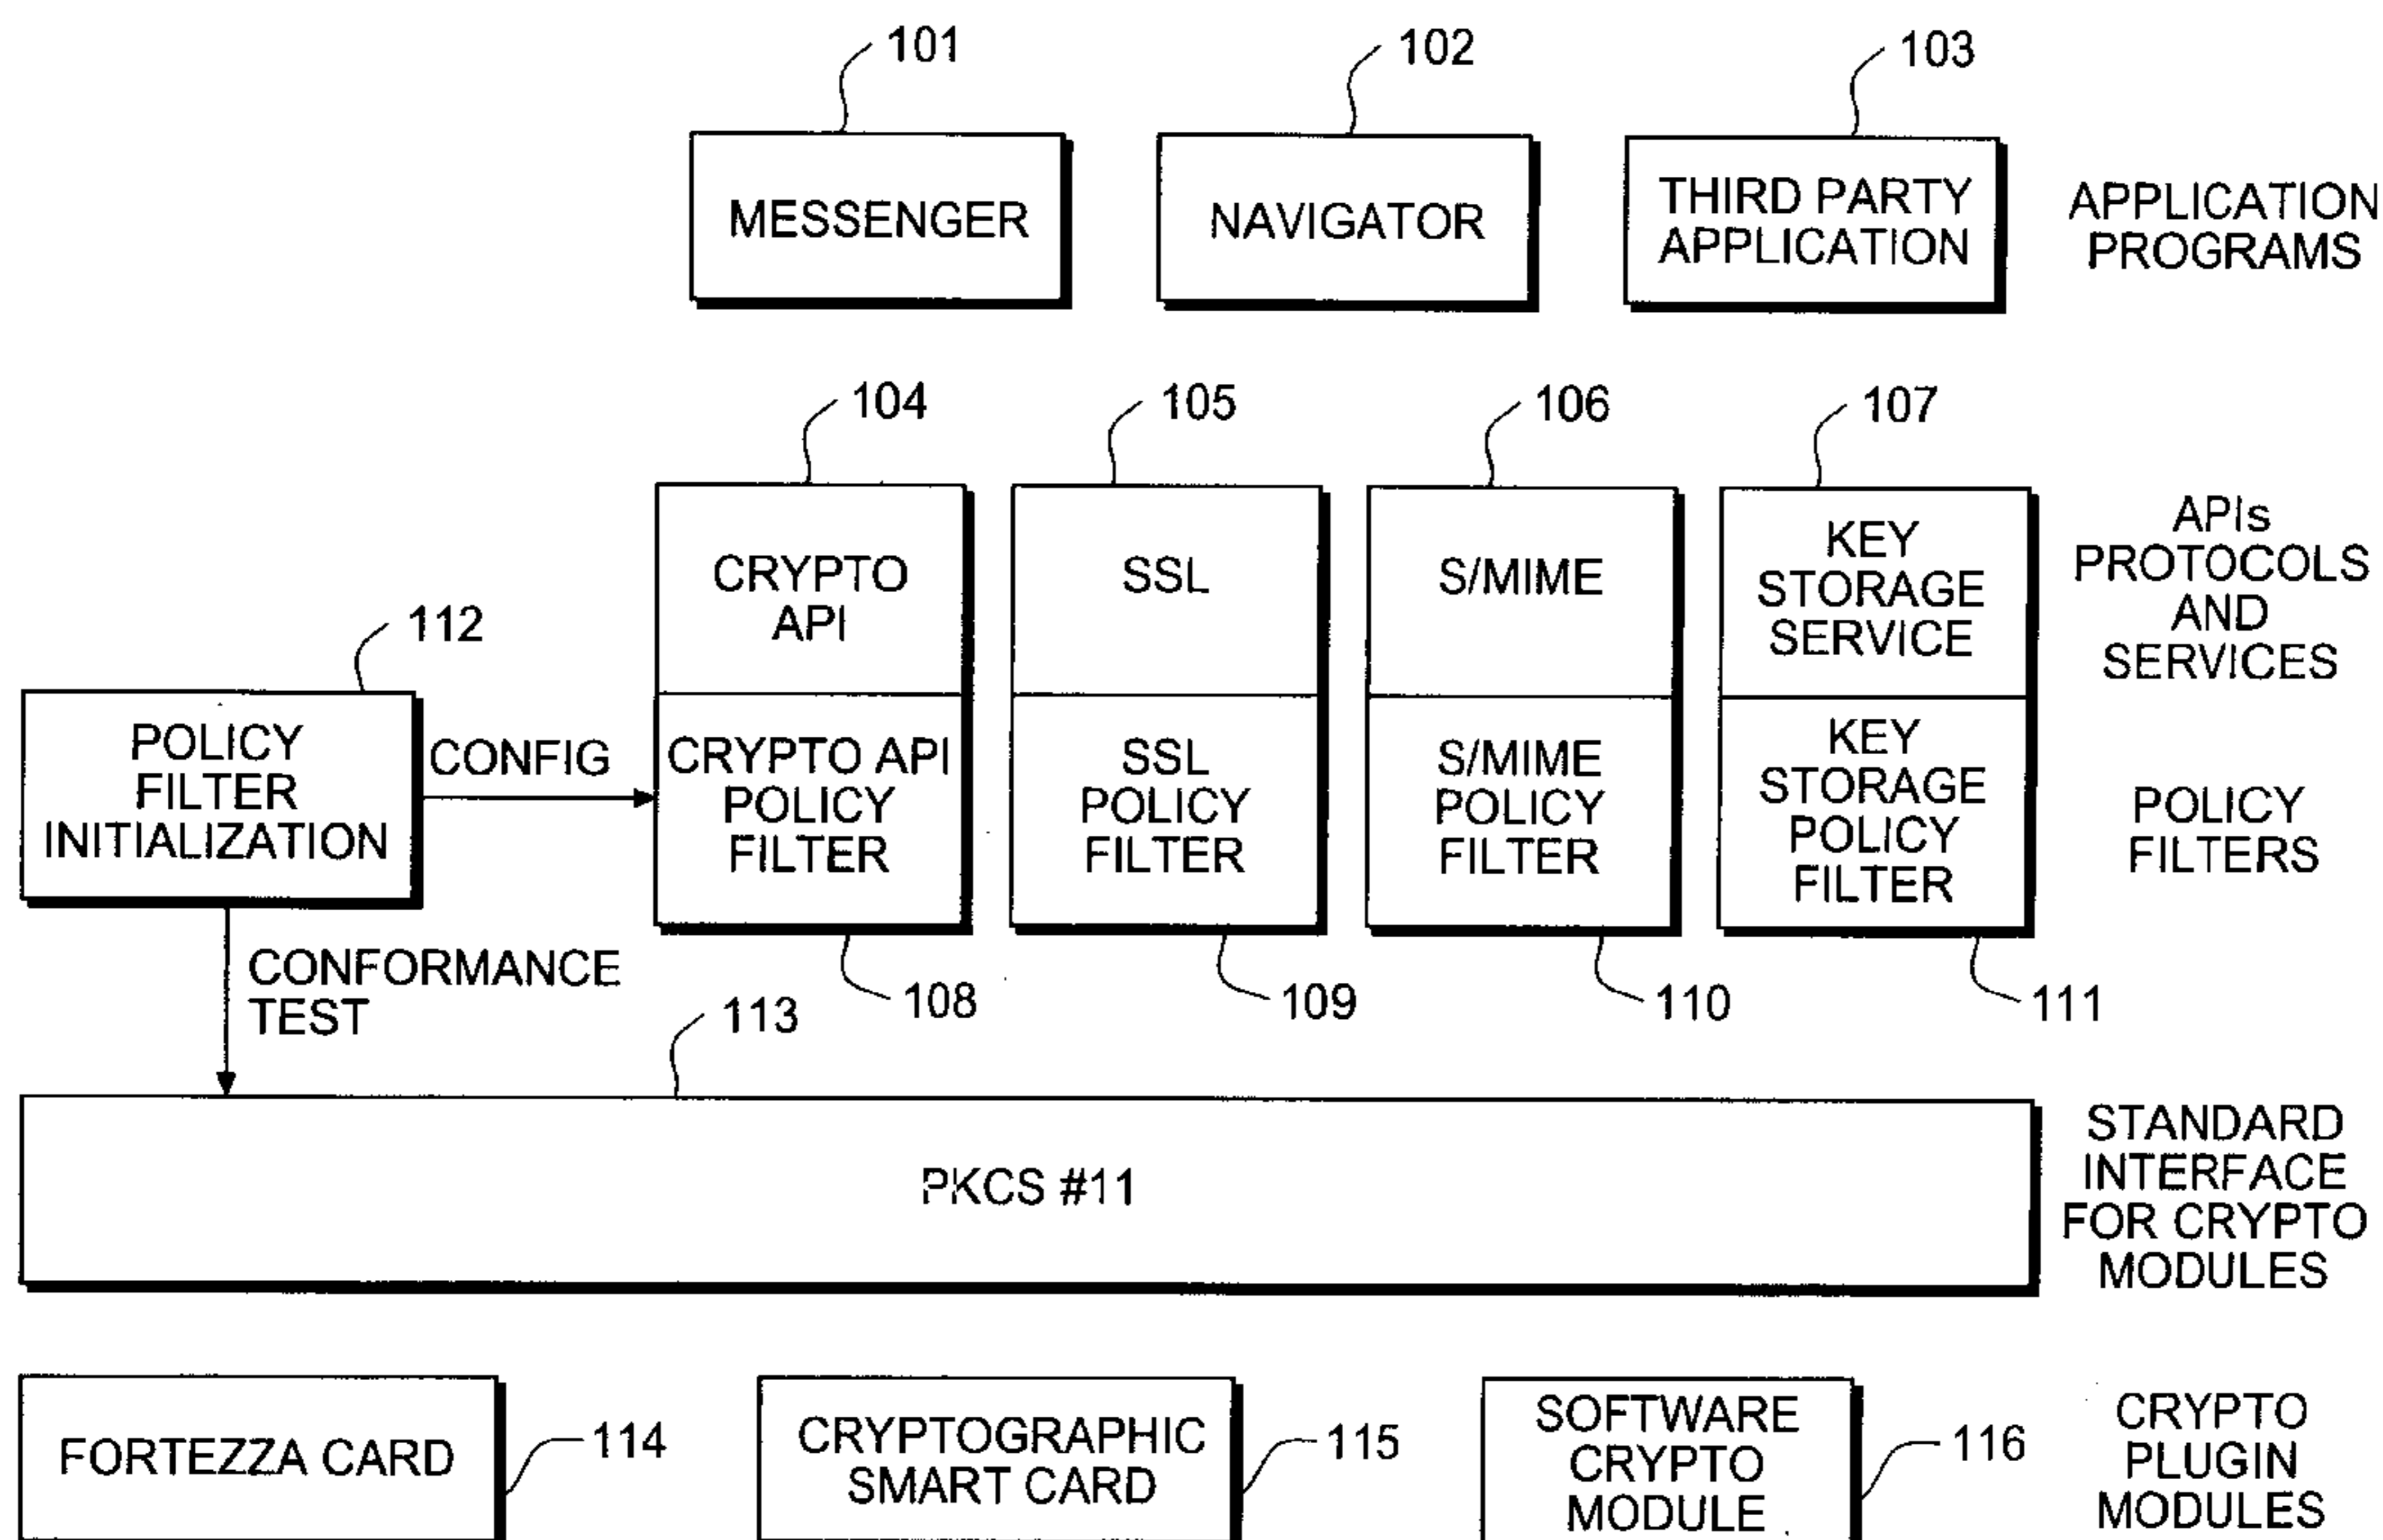 101
102
103
MESSENGER
NAVIGATOR
THIRD PARTY
APPLICATION
APPLICATION
PROGRAMS
104
105
106
107
CRYPTO
API
SSL
S/MIME
KEY
STORAGE
SERVICE
APIs
PROTOCOLS
AND
SERVICES
112
POLICY
FILTER
INITIALIZATION
CONFIG
CRYPTO API
POLICY
FILTER
SSL
POLICY
FILTER
S/MIME
POLICY
FILTER
KEY
STORAGE
POLICY
FILTER
POLICY
FILTERS
CONFORMANCE
TEST
108
109
110
111
113
PKCS #11
STANDARD
INTERFACE
FOR CRYPTO
MODULES
FORTEZZA CARD
114
CRYPTOGRAPHIC
SMART CARD
115
SOFTWARE
CRYPTO
MODULE
116
CRYPTO
PLUGIN
MODULES